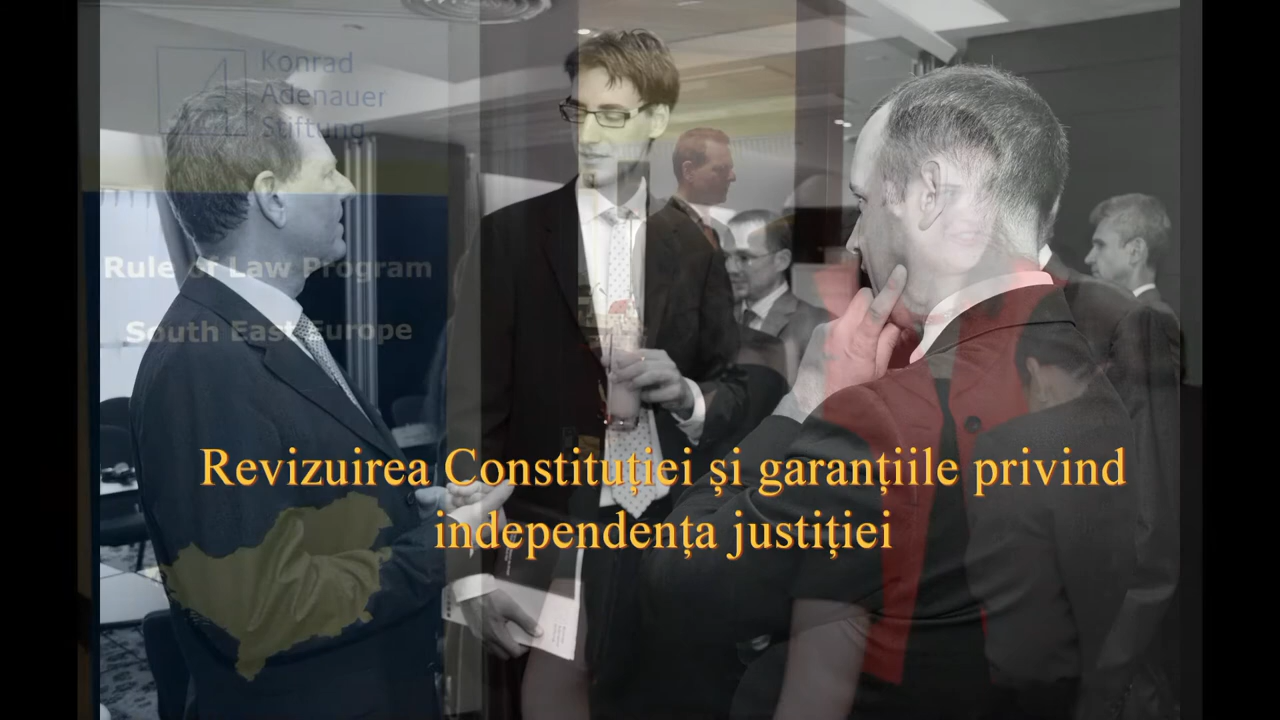 Konrad
Adenauer
Stiftung
Rule of Law Program
South East Europe
Revizuirea Constituției și garanțiile privind
independența justiției